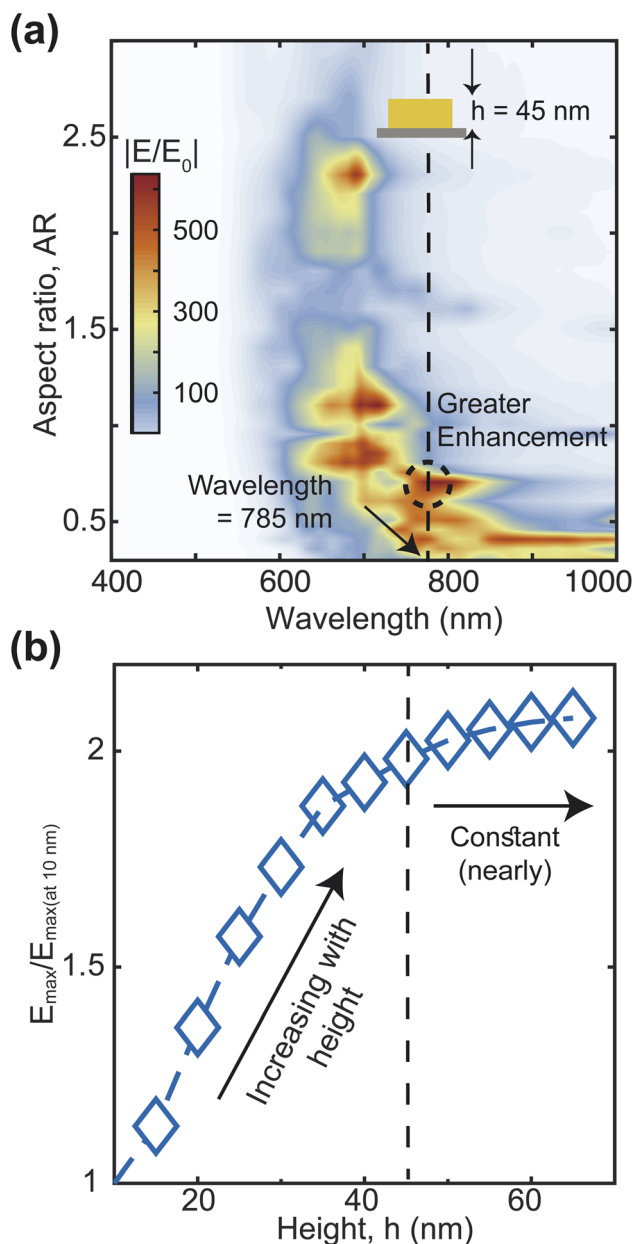 (a)
2.5
1.5
0.5
Aspect ratio, AR
|E/E₀|
500
300
100
h = 45 nm
Greater
Enhancement
Wavelength
= 785 nm
400
600
800
1000
Wavelength (nm)
(b)
2
1.5
1
E_max/E_max(at 10 nm)
Increasing with
height
Constant
(nearly)
20
40
60
Height, h (nm)